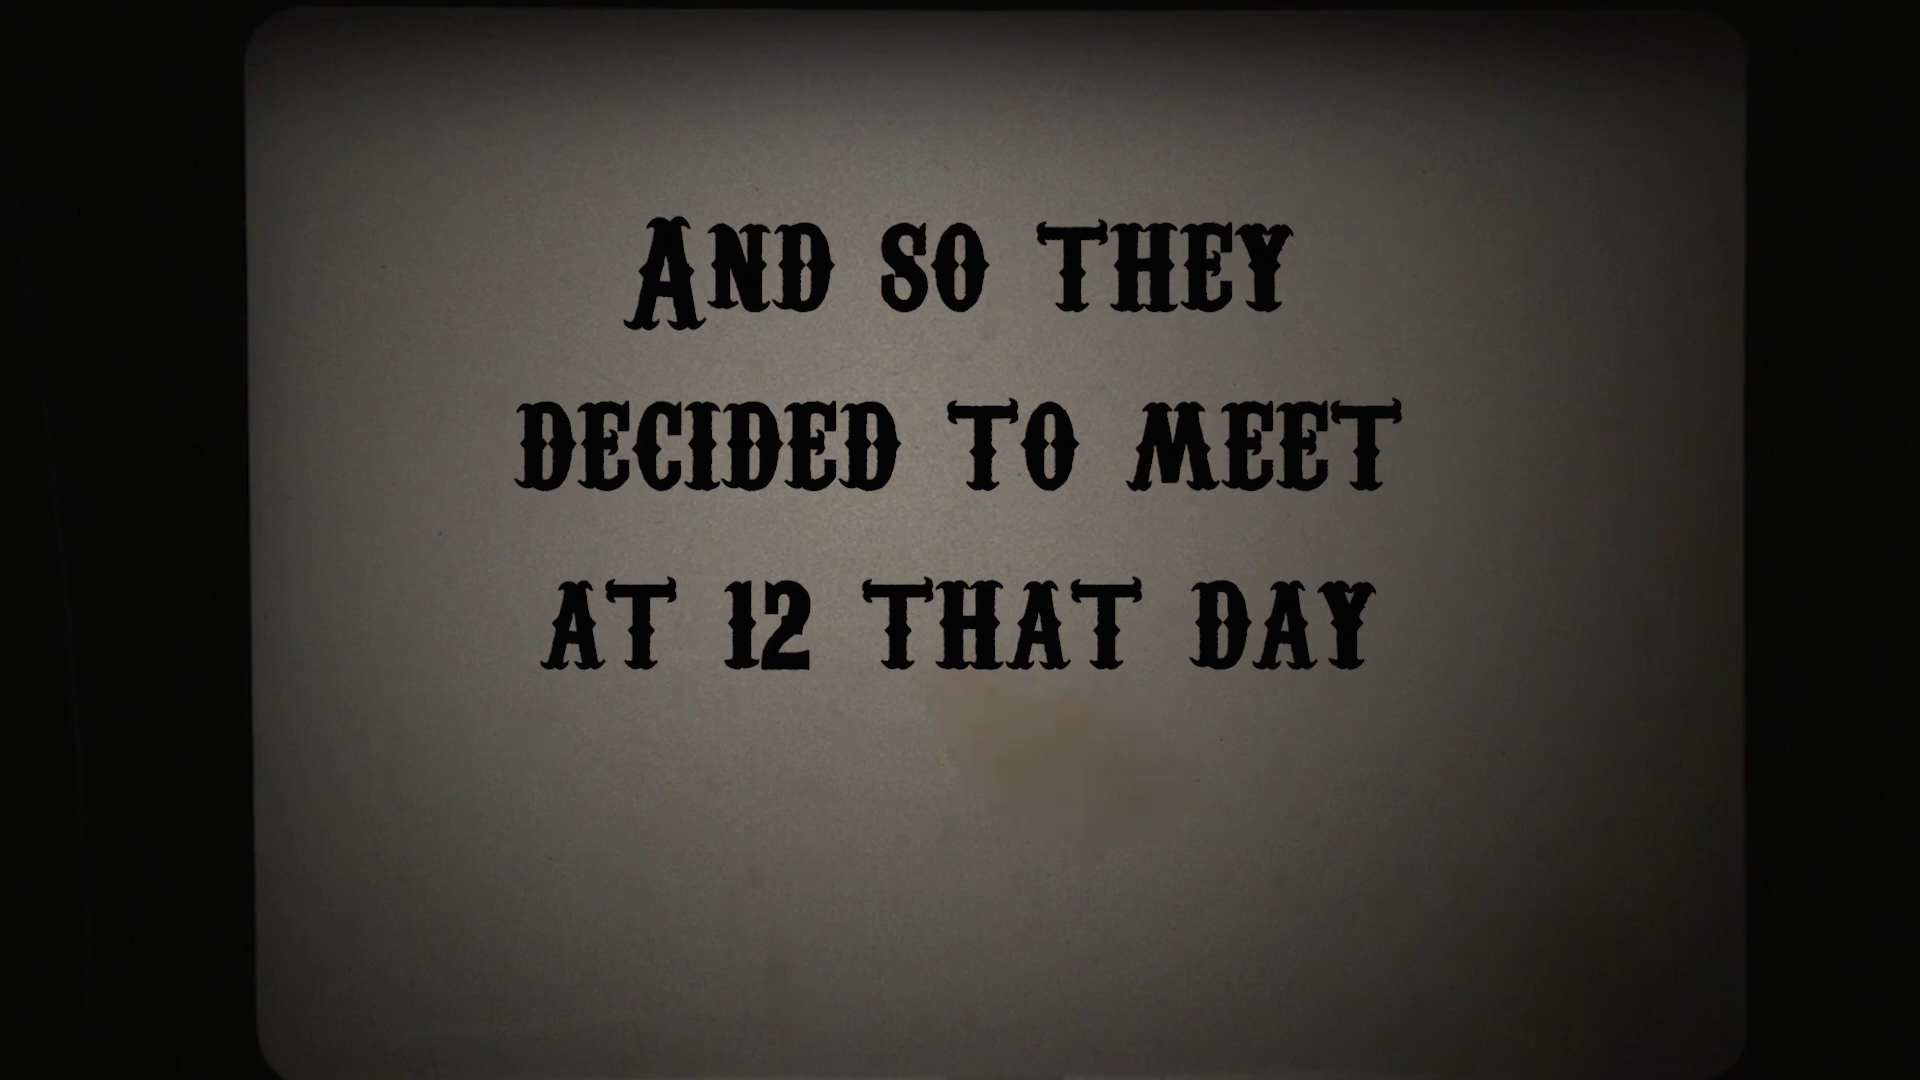 And so they
decided to meet
at 12 that day